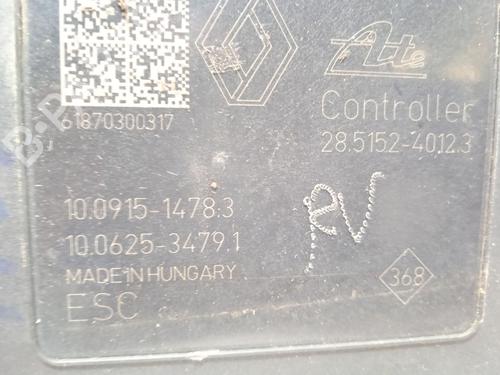 Ate
61870300317
Controller
28.5152-4012.3
10.0915-1478.3
10.0625-3479.1
MADE IN HUNGARY
ESC
368